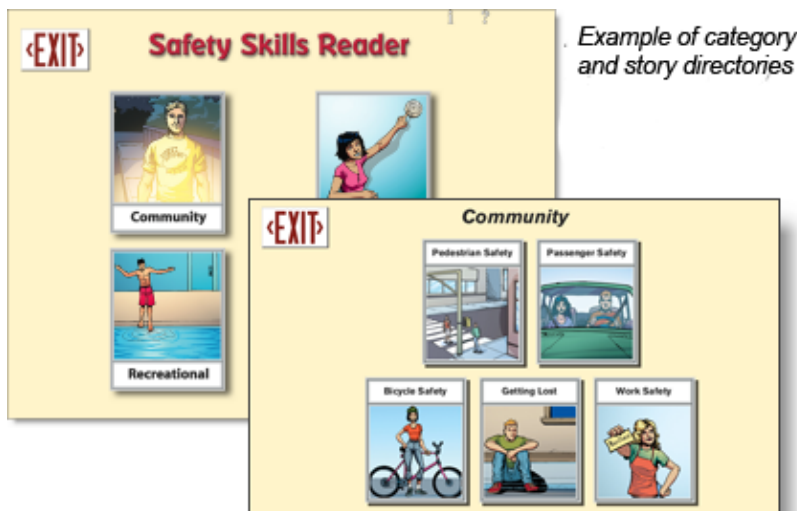 i ?
‹EXIT›
Safety Skills Reader
Example of category
and story directories
Community
Recreational
‹EXIT›
Community
Pedestrian Safety
Passenger Safety
Bicycle Safety
Getting Lost
Work Safety